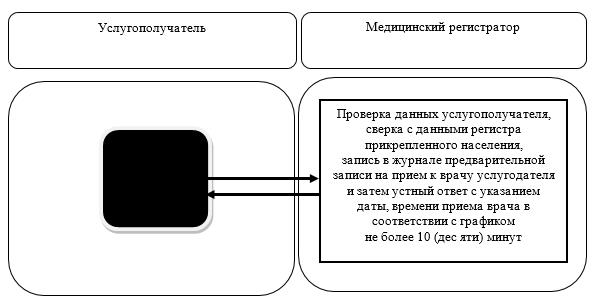 Услугополучатель
Медицинский регистратор
Проверка данных услугополучателя,
сверка с данными регистра
прикрепленного населения,
запись в журнале предварительной
записи на прием к врачу услугодателя
и затем устный ответ с указанием
даты, времени приема врача в
соответствии с графиком
не более 10 (дес яти) минут